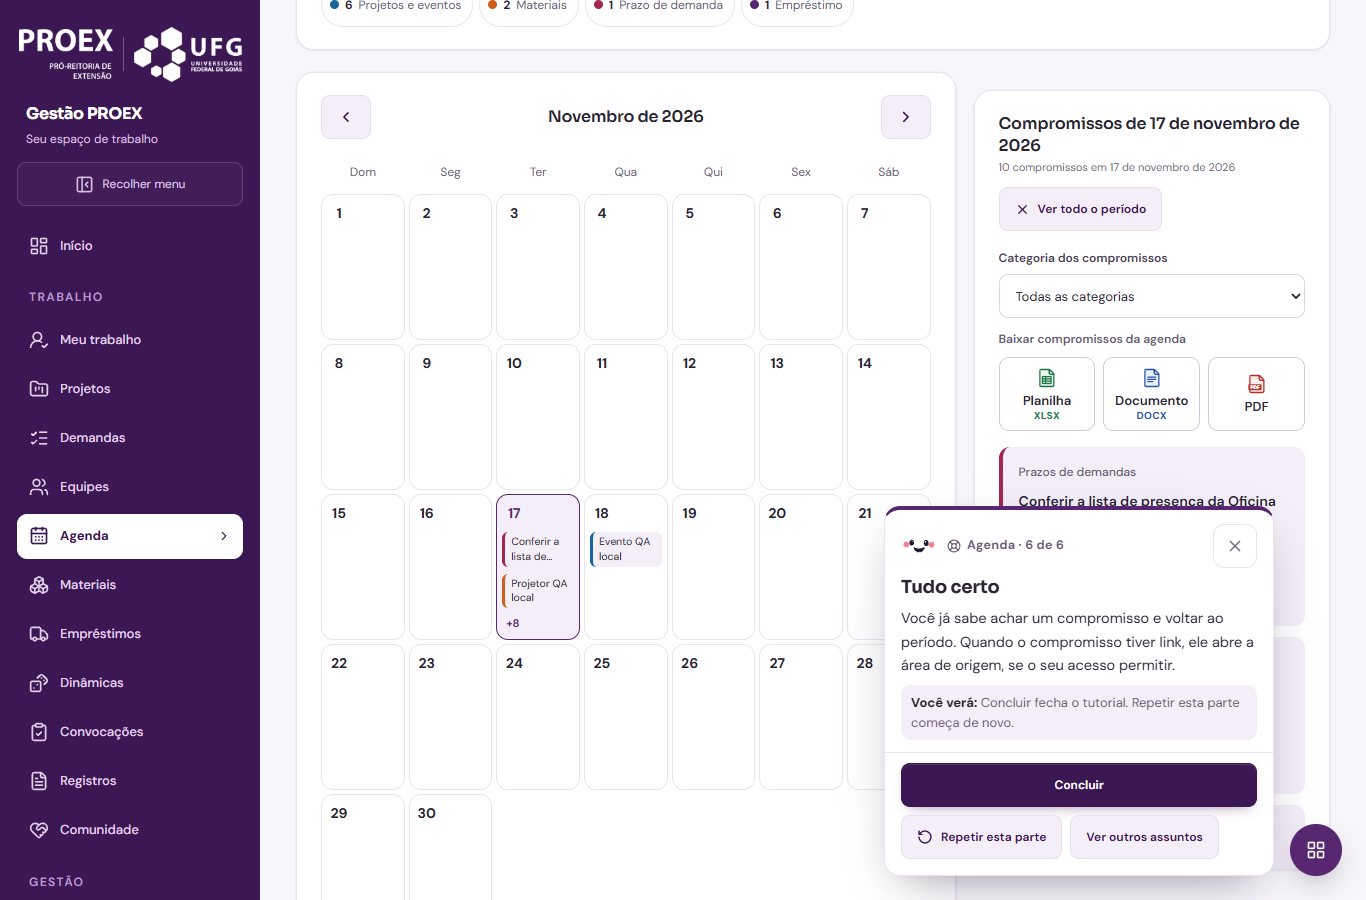 6 Projetos e eventos
2 Materiais
1 Prazo de demanda
1 Empréstimo
PROEX
PRÓ-REITORIA DE
EXTENSÃO
UFG
UNIVERSIDADE
FEDERAL DE GOIÁS
Gestão PROEX
Seu espaço de trabalho
Recolher menu
Início
TRABALHO
Meu trabalho
Projetos
Demandas
Equipes
Agenda
Materiais
Empréstimos
Dinâmicas
Convocações
Registros
Comunidade
GESTÃO
Novembro de 2026
Dom Seg Ter Qua Qui Sex Sáb
1 2 3 4 5 6 7
8 9 10 11 12 13 14
15 16 17 18 19 20 21
Conferir a
lista de...
Projetor QA
local
+8
Evento QA
local
22 23 24 25 26 27 28
29 30
Compromissos de 17 de novembro de
2026
10 compromissos em 17 de novembro de 2026
Ver todo o período
Categoria dos compromissos
Todas as categorias
Baixar compromissos da agenda
Planilha
XLSX
Documento
DOCX
PDF
PDF
Prazos de demandas
Conferir a lista de presença da Oficina
Agenda · 6 de 6
Tudo certo
Você já sabe achar um compromisso e voltar ao
período. Quando o compromisso tiver link, ele abre a
área de origem, se o seu acesso permitir.
Você verá: Concluir fecha o tutorial. Repetir esta parte
começa de novo.
Concluir
Repetir esta parte
Ver outros assuntos